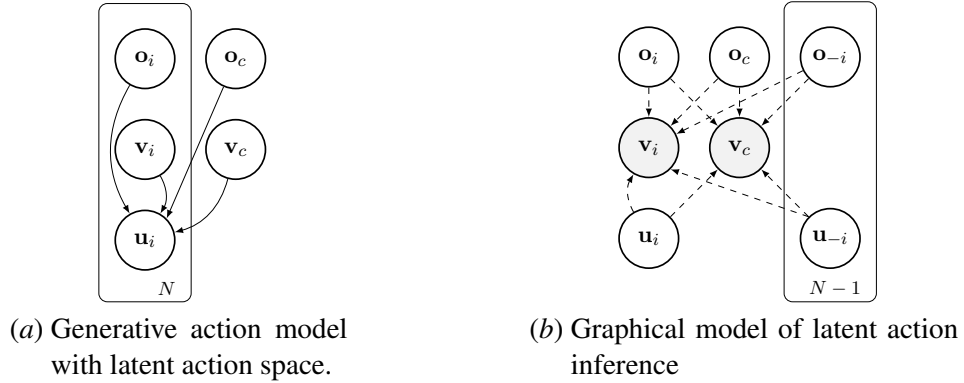 o_i o_c
v_i v_c
u_i
N
(a) Generative action model
with latent action space.
o_i o_c o_{-i}
v_i v_c
u_i u_{-i}
N − 1
(b) Graphical model of latent action
inference